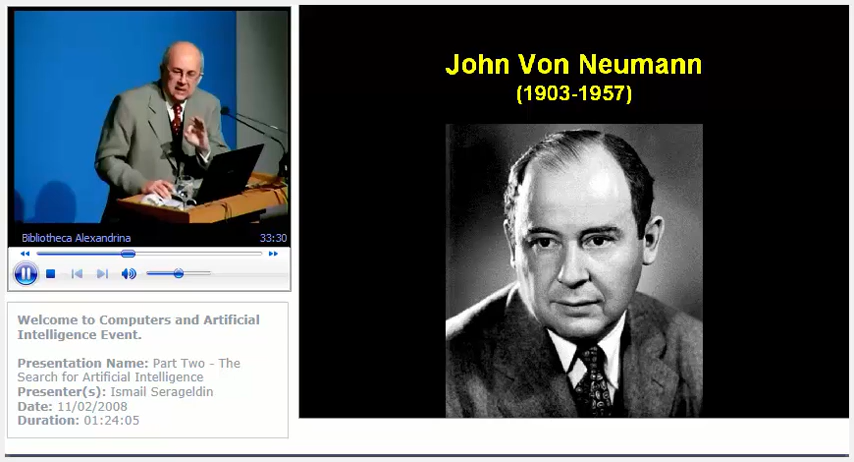 John Von Neumann
(1903-1957)
Bibliotheca Alexandrina 33:30
Welcome to Computers and Artificial
Intelligence Event.
Presentation Name: Part Two - The
Search for Artificial Intelligence
Presenter(s): Ismail Serageldin
Date: 11/02/2008
Duration: 01:24:05